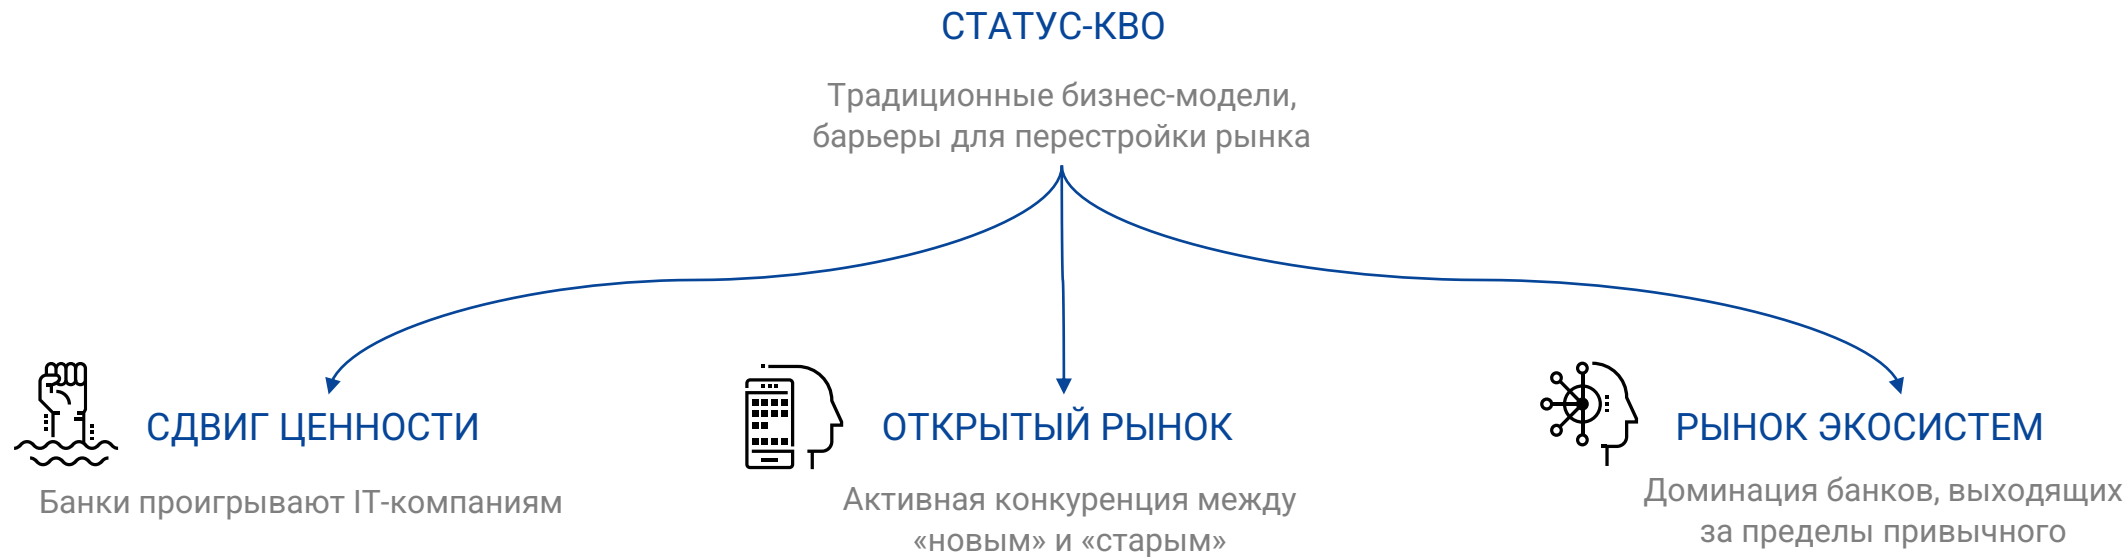 СТАТУС-КВО
Традиционные бизнес-модели,
барьеры для перестройки рынка
СДВИГ ЦЕННОСТИ
Банки проигрывают IT-компаниям
ОТКРЫТЫЙ РЫНОК
Активная конкуренция между
«новым» и «старым»
РЫНОК ЭКОСИСТЕМ
Доминация банков, выходящих
за пределы привычного